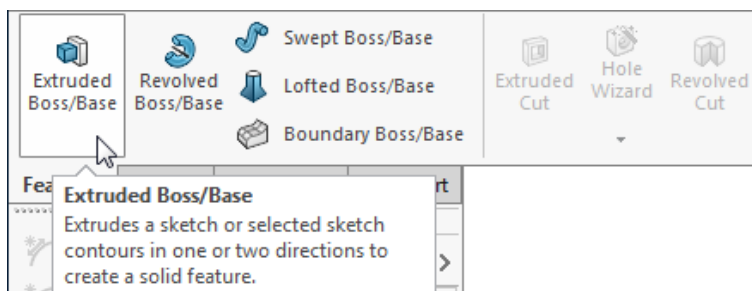 Extruded
Boss/Base
Revolved
Boss/Base
Swept Boss/Base
Lofted Boss/Base
Boundary Boss/Base
Extruded
Cut
Hole
Wizard
Revolved
Cut
Fea
rt
Extruded Boss/Base
Extrudes a sketch or selected sketch
contours in one or two directions to
create a solid feature.